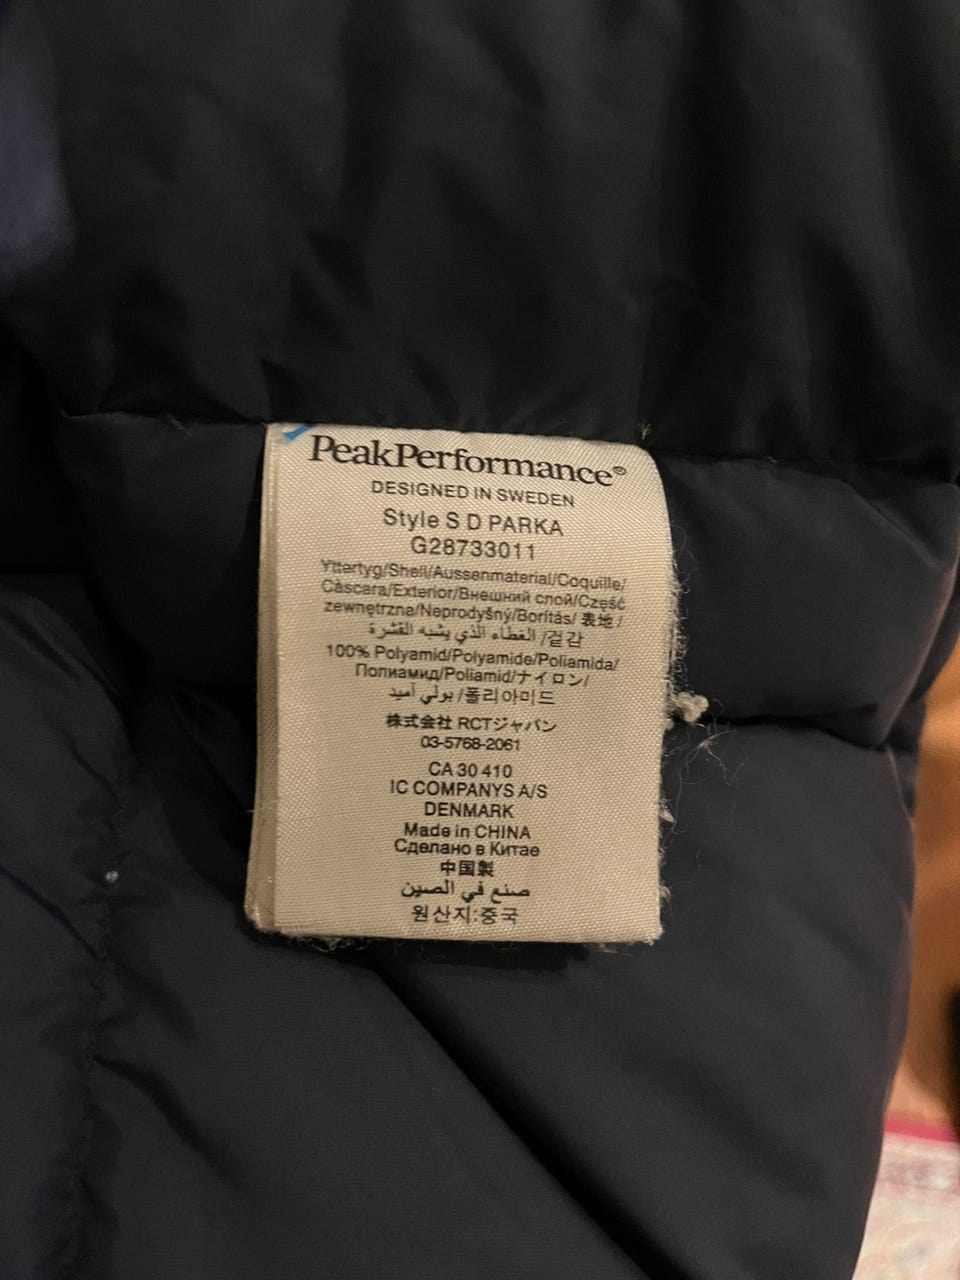 PeakPerformance®
DESIGNED IN SWEDEN
Style S D PARKA
G28733011
Yttertyg/Shell/Aussenmaterial/Coquille/
Càscara/Exterior/Внешний слой/Część
zewnętrzna/Neprodyšný/Borítás/ 表地 /
الغطاء الذي يشبه القشرة /겉감
100% Polyamid/Polyamide/Poliamida/
Полиамид/Poliamid/ナイロン/
بولي أميد /폴리아미드
株式会社 RCTジャパン
03-5768-2061
CA 30 410
IC COMPANYS A/S
DENMARK
Made in CHINA
Сделано в Китае
中国製
صنع في الصين
원산지:중국